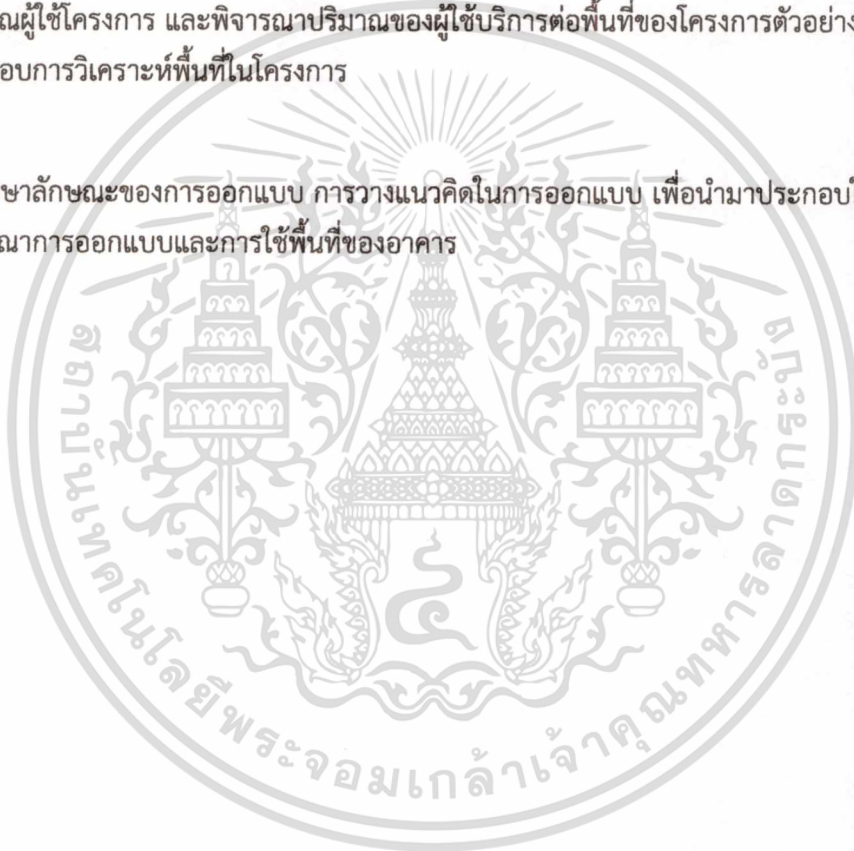 ณผู้ใช้โครงการ และพิจารณาปริมาณของผู้ใช้บริการต่อพื้นที่ของโครงการตัวอย่าง
อบการวิเคราะห์พื้นที่ในโครงการ
ษาลักษณะของการออกแบบ การวางแนวคิดในการออกแบบ เพื่อนำมาประกอบใ
ณาการออกแบบและการใช้พื้นที่ของอาคาร
สถาบันเทคโนโลยีพระจอมเกล้าเจ้าคุณทหารลาดกระบัง
๔